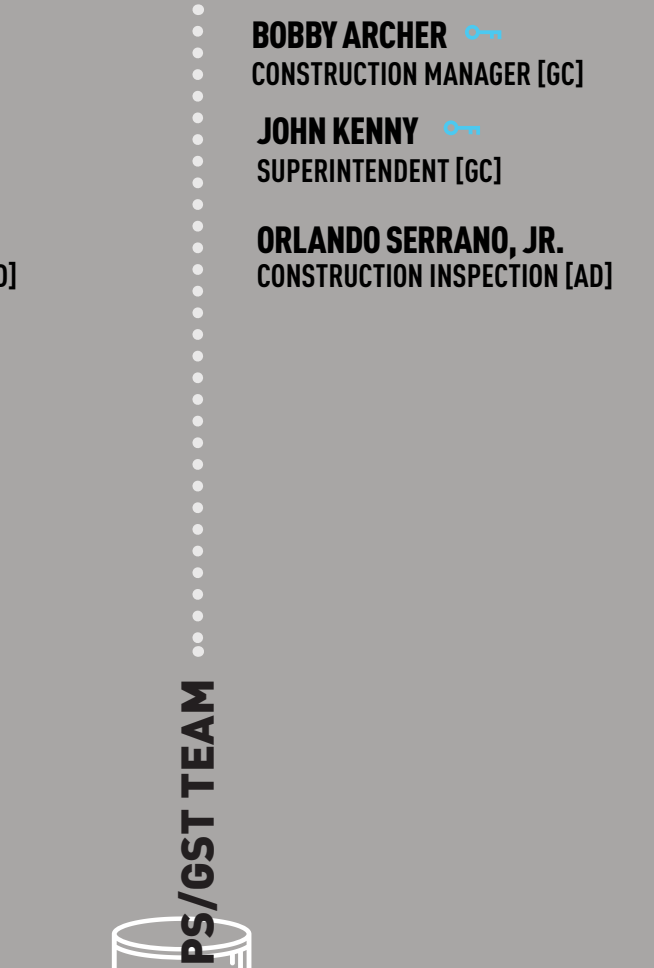 BOBBY ARCHER
CONSTRUCTION MANAGER [GC]
JOHN KENNY
SUPERINTENDENT [GC]
ORLANDO SERRANO, JR.
CONSTRUCTION INSPECTION [AD]
PS/GST TEAM